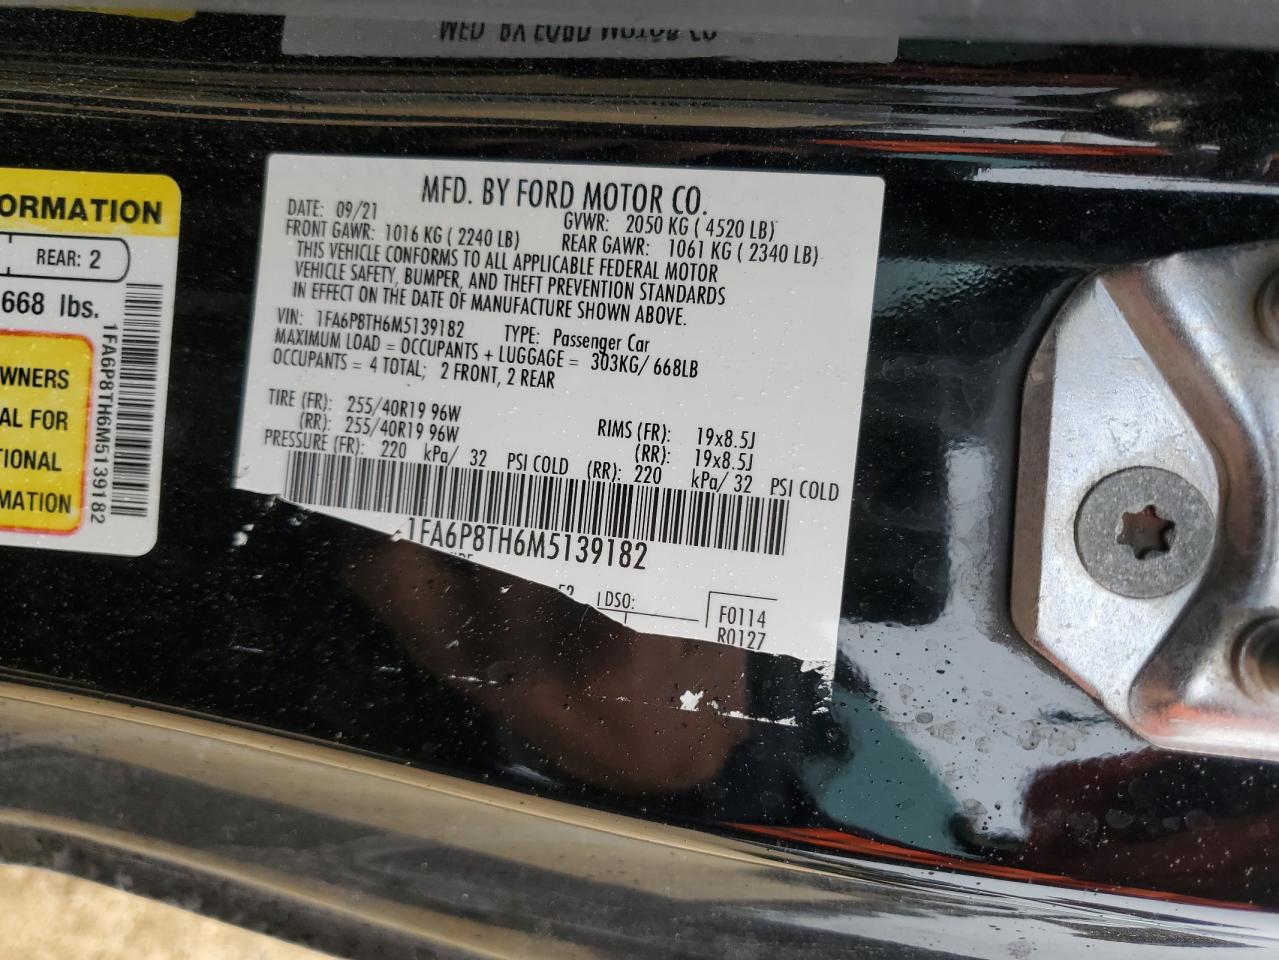 MFD. BY FORD MOTOR CO.
DATE: 09/21 GVWR: 2050 KG ( 4520 LB)
FRONT GAWR: 1016 KG ( 2240 LB) REAR GAWR: 1061 KG ( 2340 LB)
THIS VEHICLE CONFORMS TO ALL APPLICABLE FEDERAL MOTOR
VEHICLE SAFETY, BUMPER, AND THEFT PREVENTION STANDARDS
IN EFFECT ON THE DATE OF MANUFACTURE SHOWN ABOVE.
VIN: 1FA6P8TH6M5139182 TYPE: Passenger Car
MAXIMUM LOAD = OCCUPANTS + LUGGAGE = 303KG/ 668LB
OCCUPANTS = 4 TOTAL; 2 FRONT, 2 REAR
TIRE (FR): 255/40R19 96W RIMS (FR): 19x8.5J
(RR): 255/40R19 96W (RR): 19x8.5J
PRESSURE (FR): 220 kPa/ 32 PSI COLD (RR): 220 kPa/ 32 PSI COLD
1FA6P8TH6M5139182
DSO:
F0114
R0127
ORMATION
REAR: 2
668 lbs.
WNERS
AL FOR
TIONAL
MATION
1FA6P8TH6M5139182